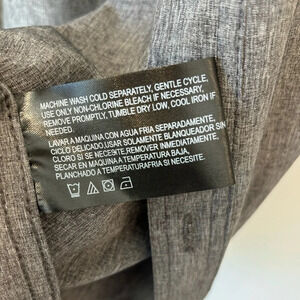 MACHINE WASH COLD SEPARATELY, GENTLE CYCLE,
USE ONLY NON-CHLORINE BLEACH IF NECESSARY,
REMOVE PROMPTLY, TUMBLE DRY LOW, COOL IRON IF
NEEDED.
LAVAR A MAQUINA CON AGUA FRIA SEPARADAMENTE,
CICLO DELICADO. USAR SOLAMENTE BLANQUEADOR SIN
CLORO SI SE NECESITE. REMOVER INMEDIATAMENTE,
SECAR EN MAQUINA A TEMPERATURA BAJA,
PLANCHADO A TEMPERATURA FRIA SI NECESITE.